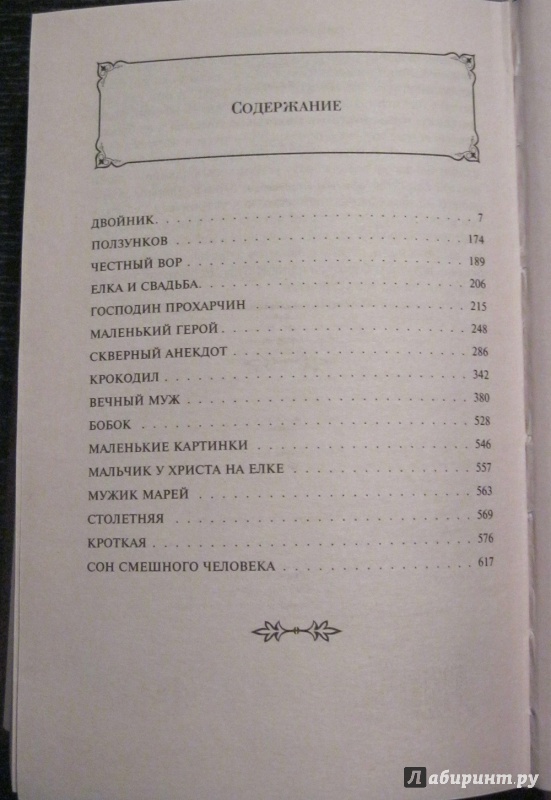 Содержание
ДВОЙНИК. . . . . . . . . . . . . . . . . . . . . 7
ПОЛЗУНКОВ . . . . . . . . . . . . . . . . . . . . 174
ЧЕСТНЫЙ ВОР . . . . . . . . . . . . . . . . . . . 189
ЕЛКА И СВАДЬБА. . . . . . . . . . . . . . . . . . 206
ГОСПОДИН ПРОХАРЧИН . . . . . . . . . . . . . . . 215
МАЛЕНЬКИЙ ГЕРОЙ . . . . . . . . . . . . . . . . . 248
СКВЕРНЫЙ АНЕКДОТ . . . . . . . . . . . . . . . . 286
КРОКОДИЛ . . . . . . . . . . . . . . . . . . . . 342
ВЕЧНЫЙ МУЖ . . . . . . . . . . . . . . . . . . . 380
БОБОК . . . . . . . . . . . . . . . . . . . . . . 528
МАЛЕНЬКИЕ КАРТИНКИ . . . . . . . . . . . . . . . 546
МАЛЬЧИК У ХРИСТА НА ЕЛКЕ . . . . . . . . . . . . 557
МУЖИК МАРЕЙ . . . . . . . . . . . . . . . . . . . 563
СТОЛЕТНЯЯ . . . . . . . . . . . . . . . . . . . . 569
КРОТКАЯ . . . . . . . . . . . . . . . . . . . . . 576
СОН СМЕШНОГО ЧЕЛОВЕКА . . . . . . . . . . . . . . 617
Лабиринт.ру